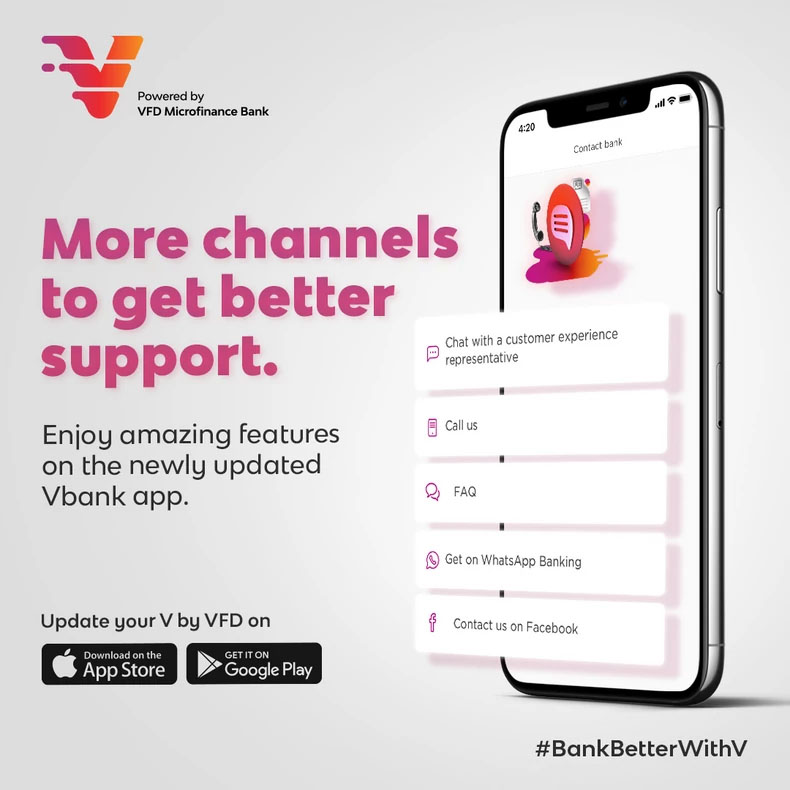 Powered by
VFD Microfinance Bank
More channels
to get better
support.
Enjoy amazing features
on the newly updated
Vbank app.
Update your V by VFD on
Download on the
App Store
GET IT ON
Google Play
4:20
Contact bank
Chat with a customer experience
representative
Call us
FAQ
Get on WhatsApp Banking
Contact us on Facebook
#BankBetterWithV